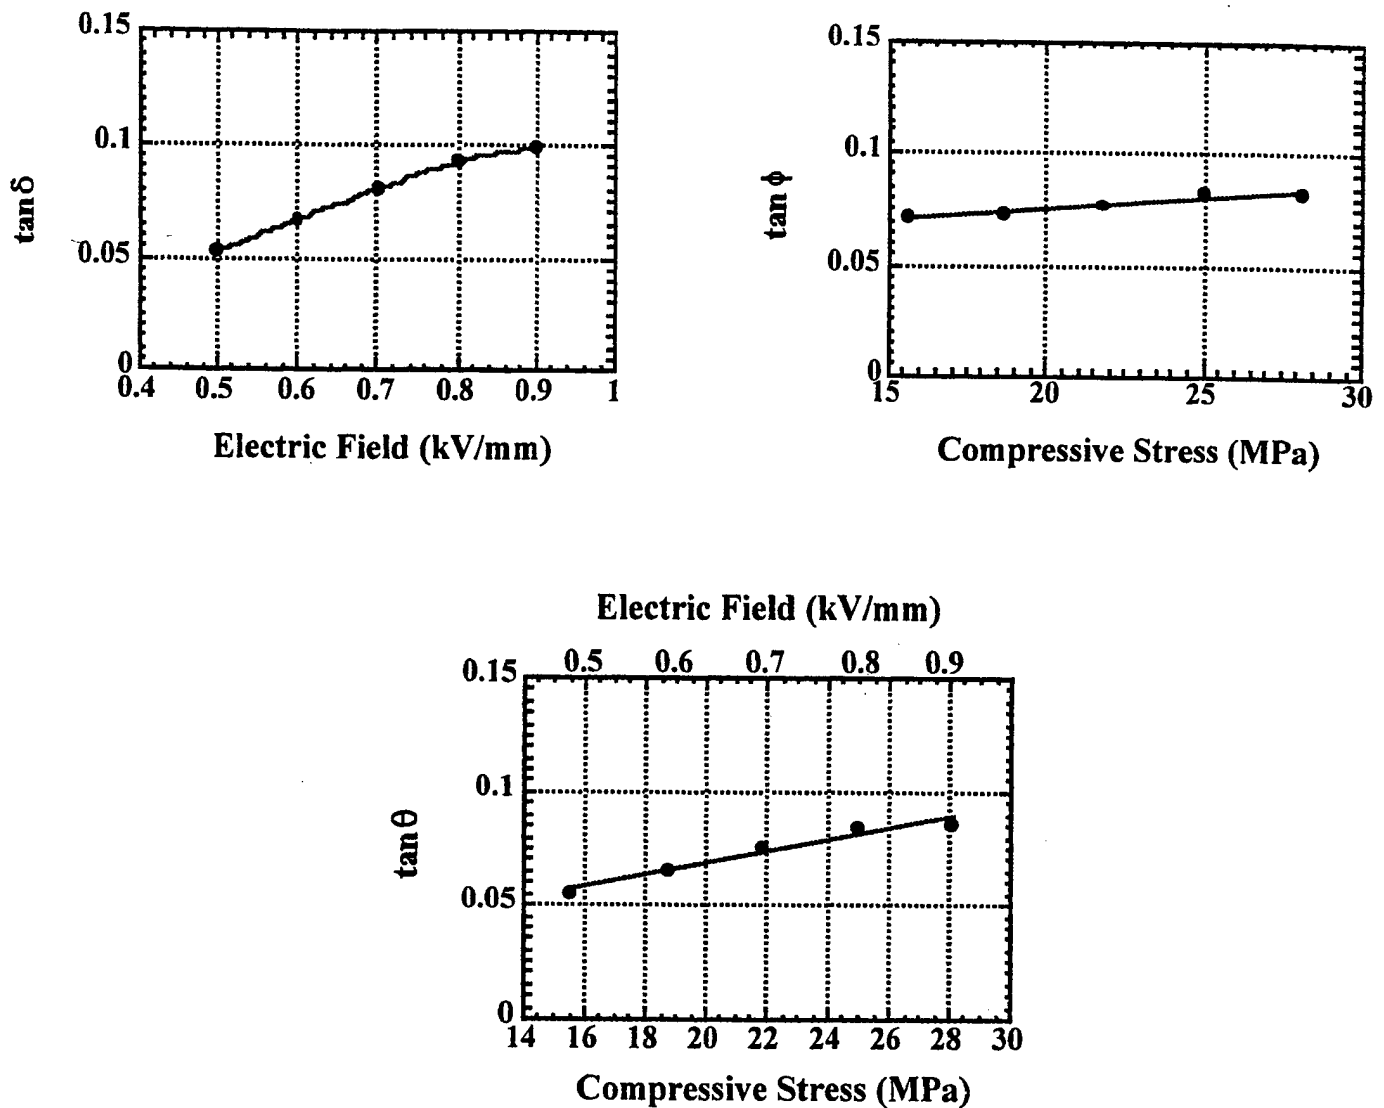 0.15
0.1
tan δ
0.05
0
0.4 0.5 0.6 0.7 0.8 0.9 1
Electric Field (kV/mm)
0.15
0.1
tan ϕ
0.05
0
15 20 25 30
Compressive Stress (MPa)
Electric Field (kV/mm)
0.5 0.6 0.7 0.8 0.9
0.15
0.1
tan θ
0.05
0
14 16 18 20 22 24 26 28 30
Compressive Stress (MPa)